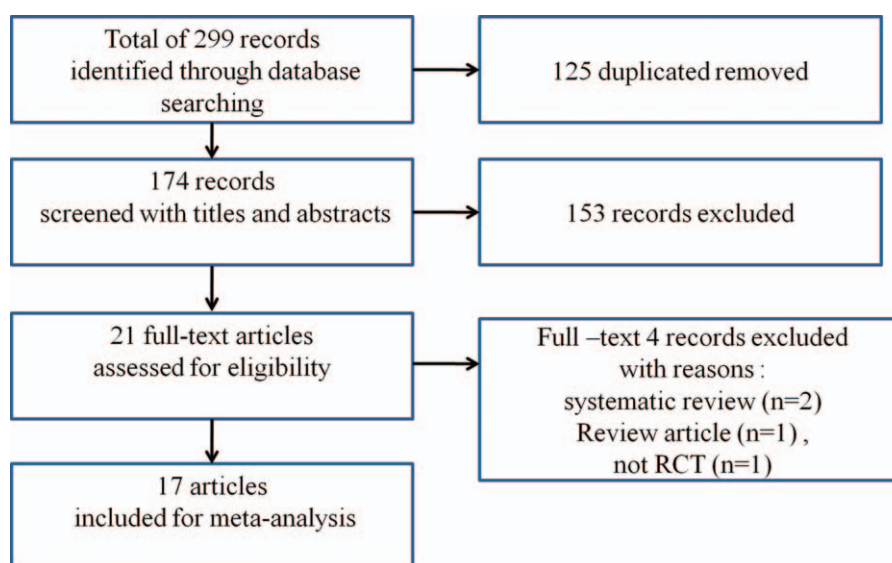 Total of 299 records
identified through database
searching
125 duplicated removed
174 records
screened with titles and abstracts
153 records excluded
21 full-text articles
assessed for eligibility
Full –text 4 records excluded
with reasons :
systematic review (n=2)
Review article (n=1) ,
not RCT (n=1)
17 articles
included for meta-analysis